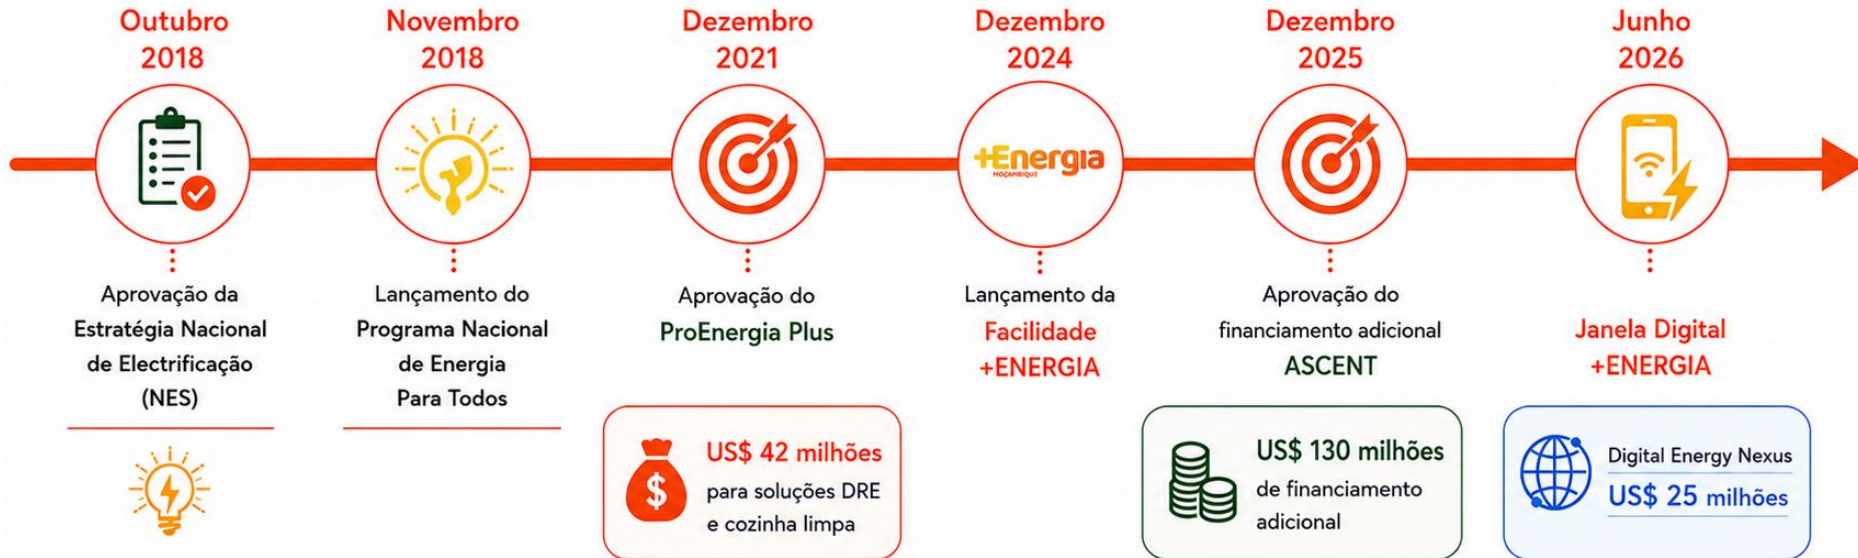 Outubro
2018
Novembro
2018
Dezembro
2021
Dezembro
2024
Dezembro
2025
Junho
2026
+Energia
MOÇAMBIQUE
Aprovação da
Estratégia Nacional
de Electrificação
(NES)
Lançamento do
Programa Nacional
de Energia
Para Todos
Aprovação do
ProEnergia Plus
US$ 42 milhões
para soluções DRE
e cozinha limpa
Lançamento da
Facilidade
+ENERGIA
Aprovação do
financiamento adicional
ASCENT
US$ 130 milhões
de financiamento
adicional
Janela Digital
+ENERGIA
Digital Energy Nexus
US$ 25 milhões